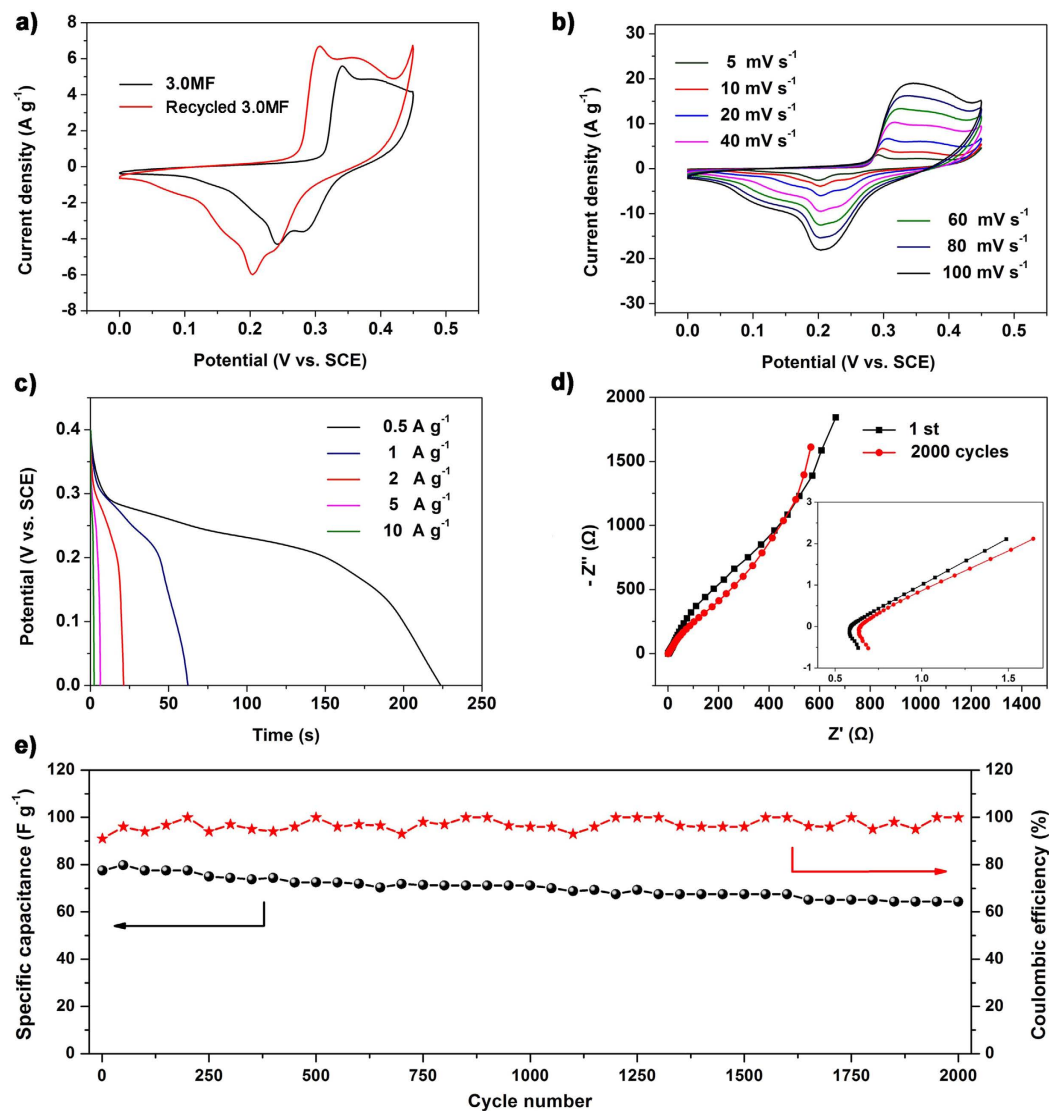 a)
8
6
4
2
0
-2
-4
-6
-8
Current density (A g⁻¹)
3.0MF
Recycled 3.0MF
0.0 0.1 0.2 0.3 0.4 0.5
Potential (V vs. SCE)
b)
30
20
10
0
-10
-20
-30
Current density (A g⁻¹)
5 mV s⁻¹
10 mV s⁻¹
20 mV s⁻¹
40 mV s⁻¹
60 mV s⁻¹
80 mV s⁻¹
100 mV s⁻¹
0.0 0.1 0.2 0.3 0.4 0.5
Potential (V vs. SCE)
c)
0.4
0.3
0.2
0.1
0.0
Potential (V vs. SCE)
0.5 A g⁻¹
1 A g⁻¹
2 A g⁻¹
5 A g⁻¹
10 A g⁻¹
0 50 100 150 200 250
Time (s)
d)
2000
1500
1000
500
0
- Z'' (Ω)
1 st
2000 cycles
3
2
1
0
-1
0.5 1.0 1.5
0 200 400 600 800 1000 1200 1400
Z' (Ω)
e)
120
100
80
60
40
20
0
Specific capacitance (F g⁻¹)
120
100
80
60
40
20
0
Coulombic efficiency (%)
0 250 500 750 1000 1250 1500 1750 2000
Cycle number